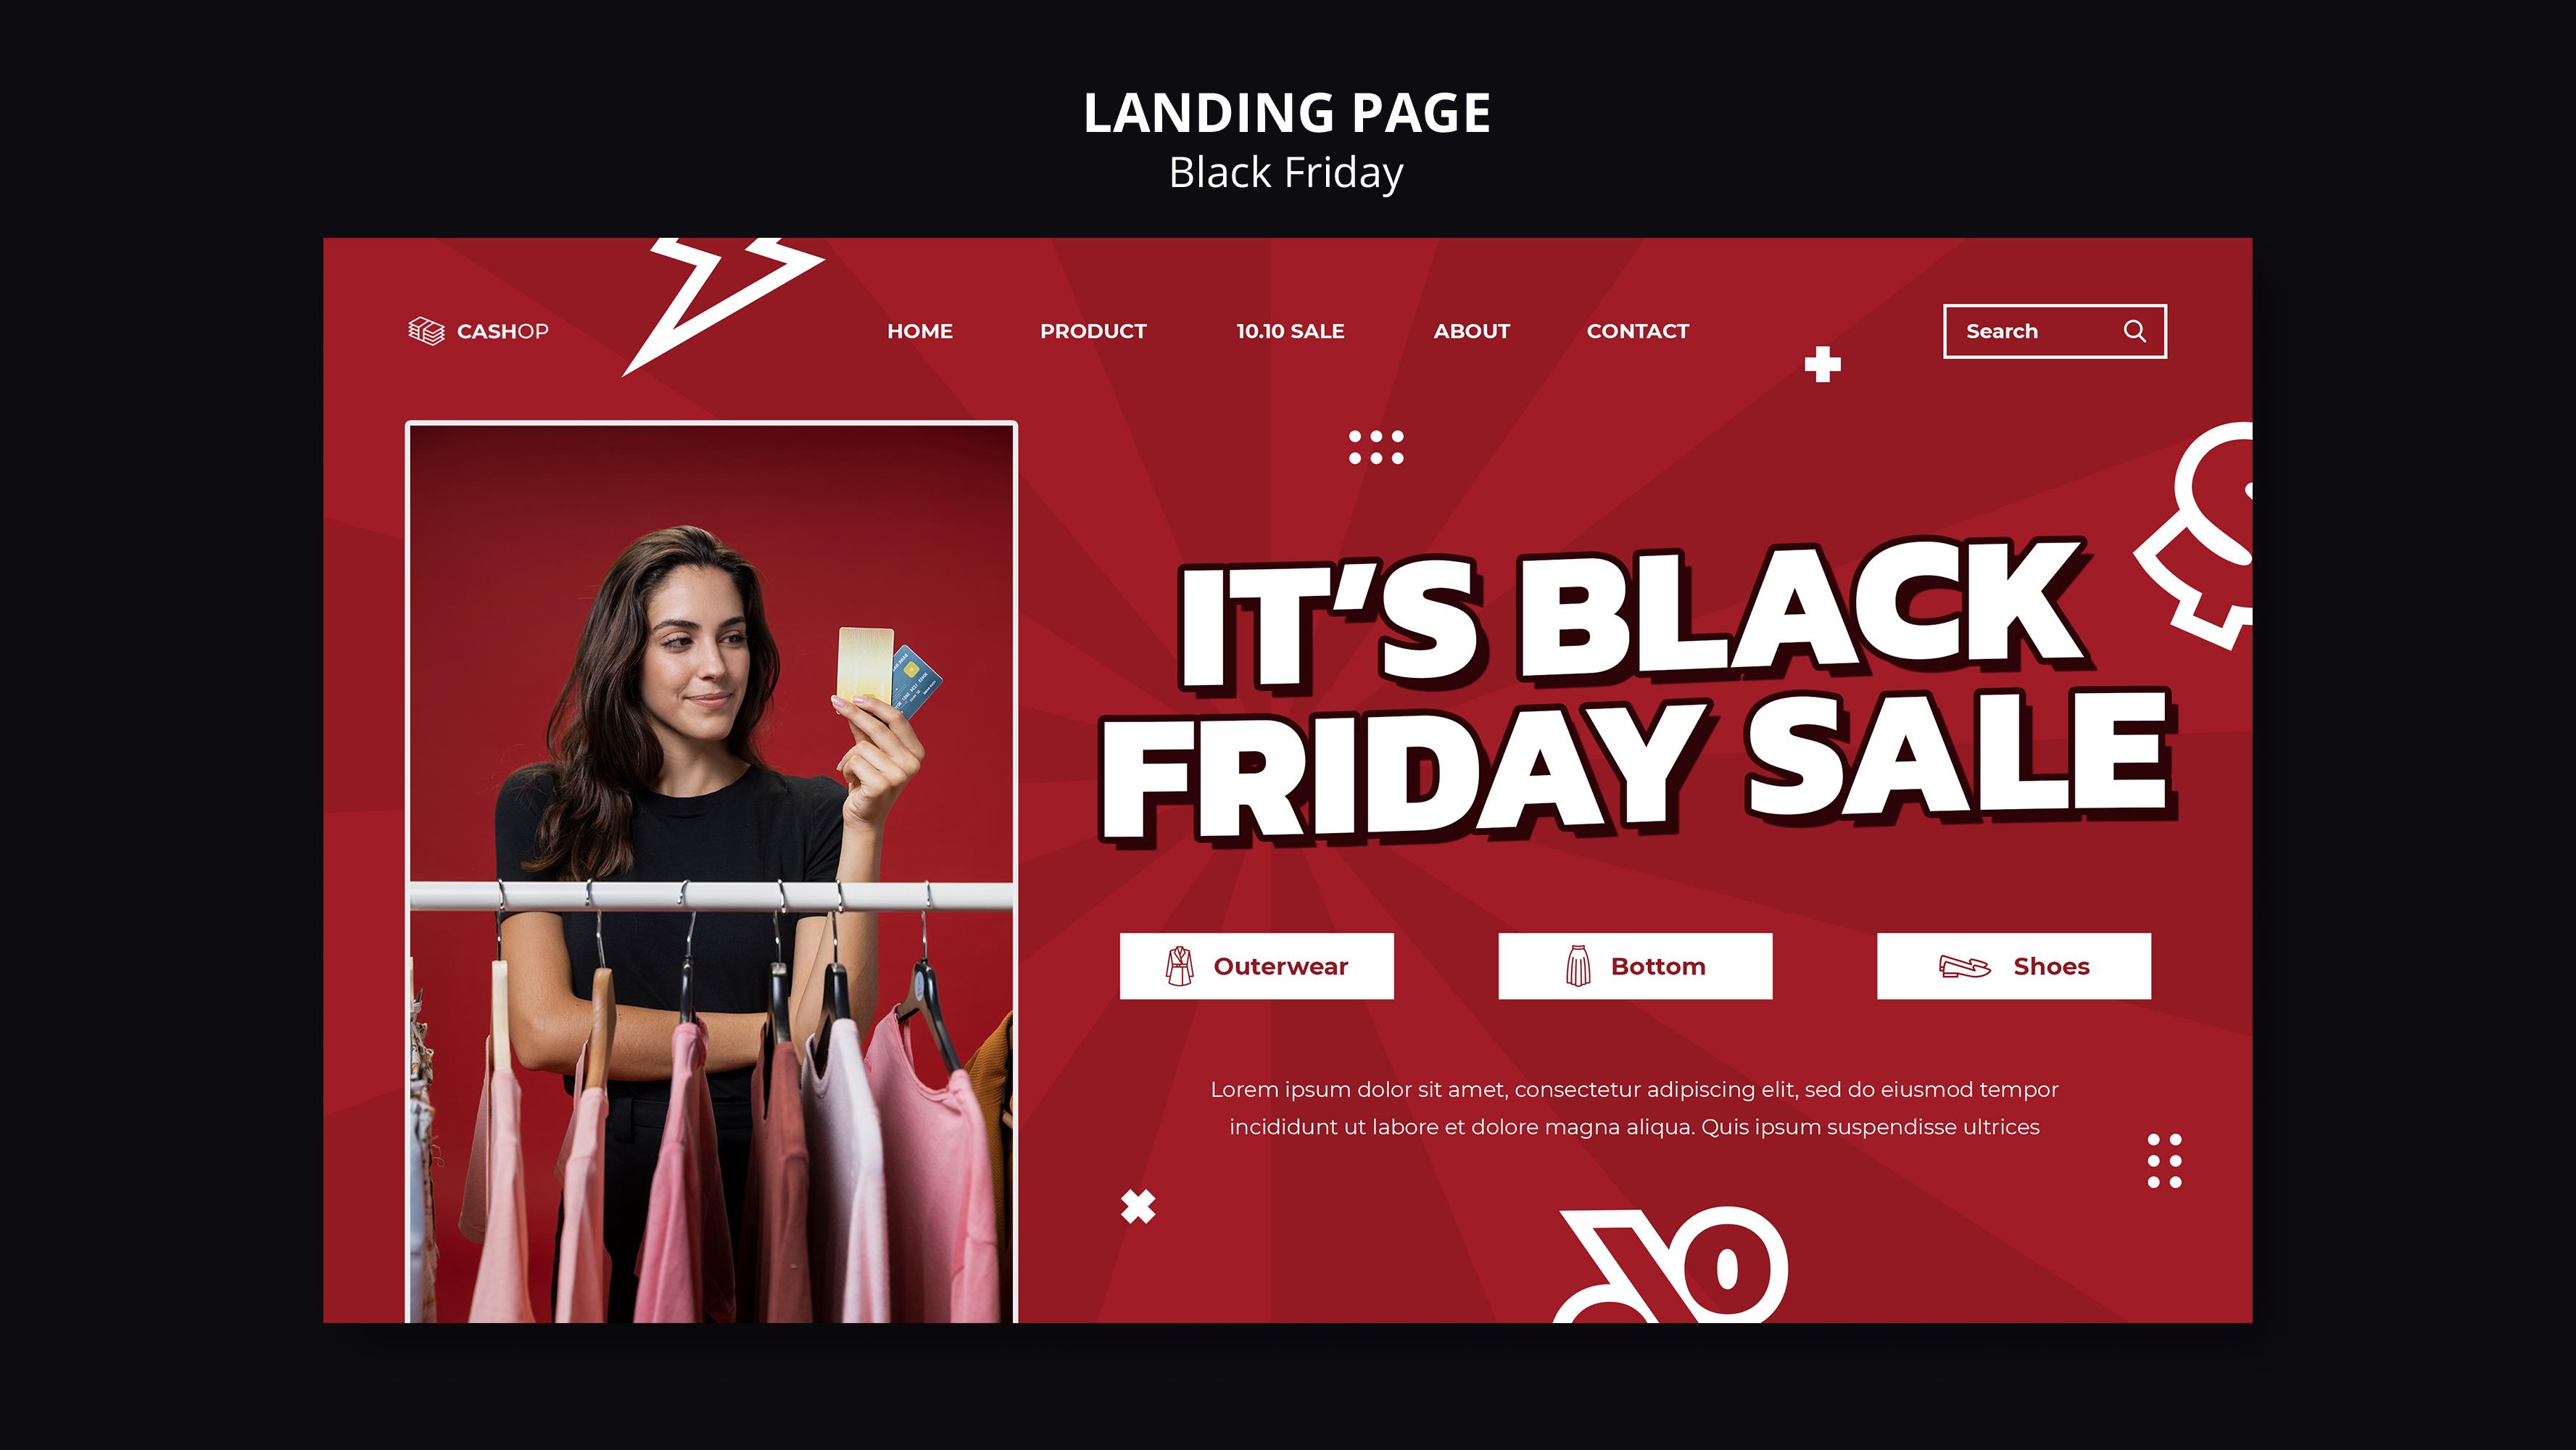 LANDING PAGE
Black Friday
CASHOP
HOME
PRODUCT
10.10 SALE
ABOUT
CONTACT
Search
IT'S BLACK
FRIDAY SALE
Outerwear
Bottom
Shoes
Lorem ipsum dolor sit amet, consectetur adipiscing elit, sed do eiusmod tempor
incididunt ut labore et dolore magna aliqua. Quis ipsum suspendisse ultrices